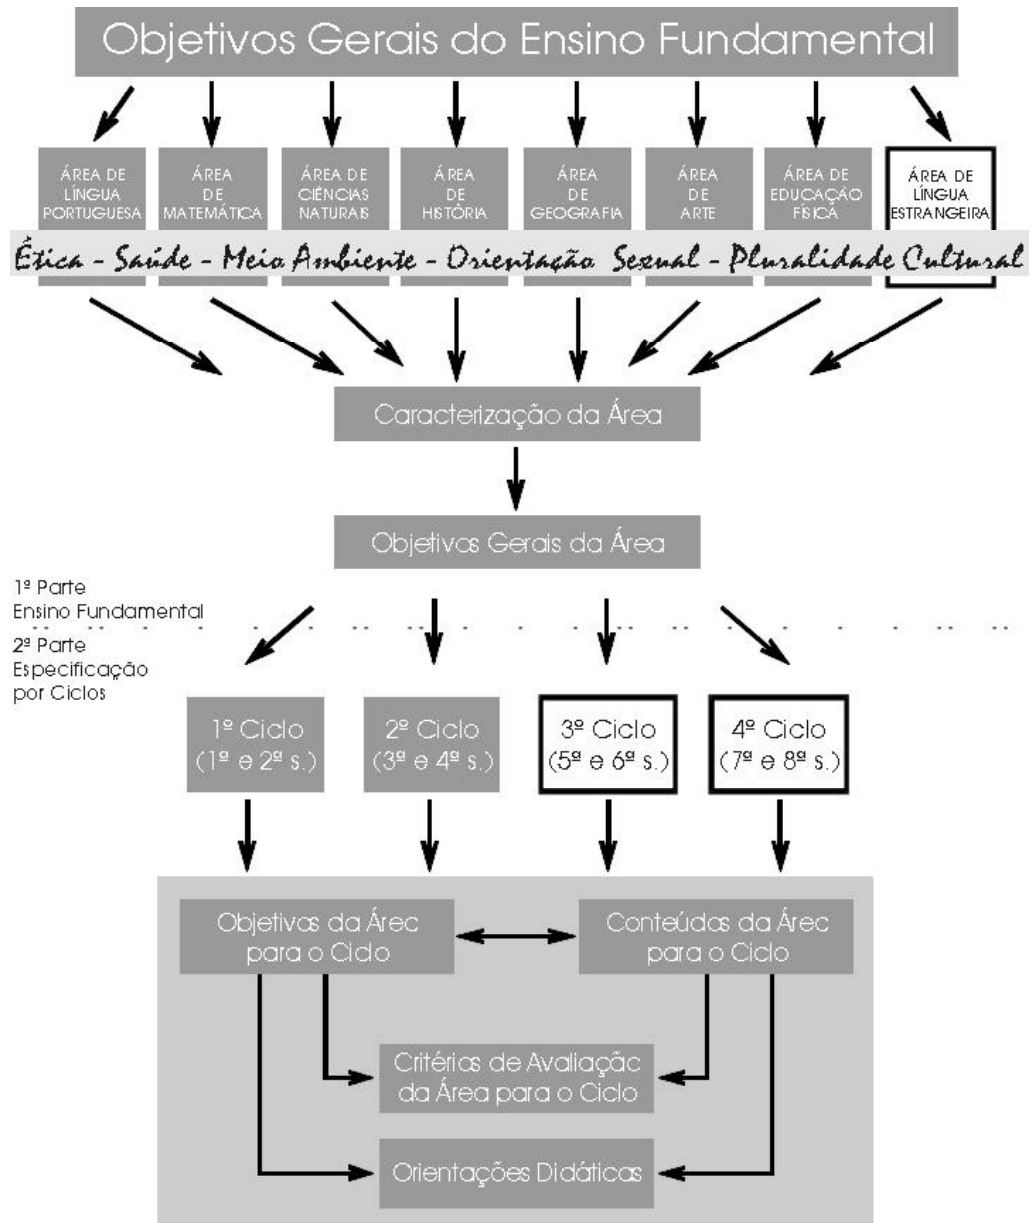 Objetivos Gerais do Ensino Fundamental
ÁREA DE
LÍNGUA
PORTUGUESA
ÁREA
DE
MATEMÁTICA
ÁREA DE
CIÊNCIAS
NATURAIS
ÁREA
DE
HISTÓRIA
ÁREA
DE
GEOGRAFIA
ÁREA
DE
ARTE
ÁREA DE
EDUCAÇÃO
FÍSICA
ÁREA DE
LÍNGUA
ESTRANGEIRA
Ética - Saúde - Meio Ambiente - Orientação Sexual - Pluralidade Cultural
Caracterização da Área
Objetivos Gerais da Área
1ª Parte
Ensino Fundamental
2ª Parte
Especificação
por Ciclos
1º Ciclo
(1ª e 2ª s.)
2º Ciclo
(3ª e 4ª s.)
3º Ciclo
(5ª e 6ª s.)
4º Ciclo
(7ª e 8ª s.)
Objetivos da Área
para o Ciclo
Conteúdos da Área
para o Ciclo
Critérios de Avaliação
da Área para o Ciclo
Orientações Didáticas